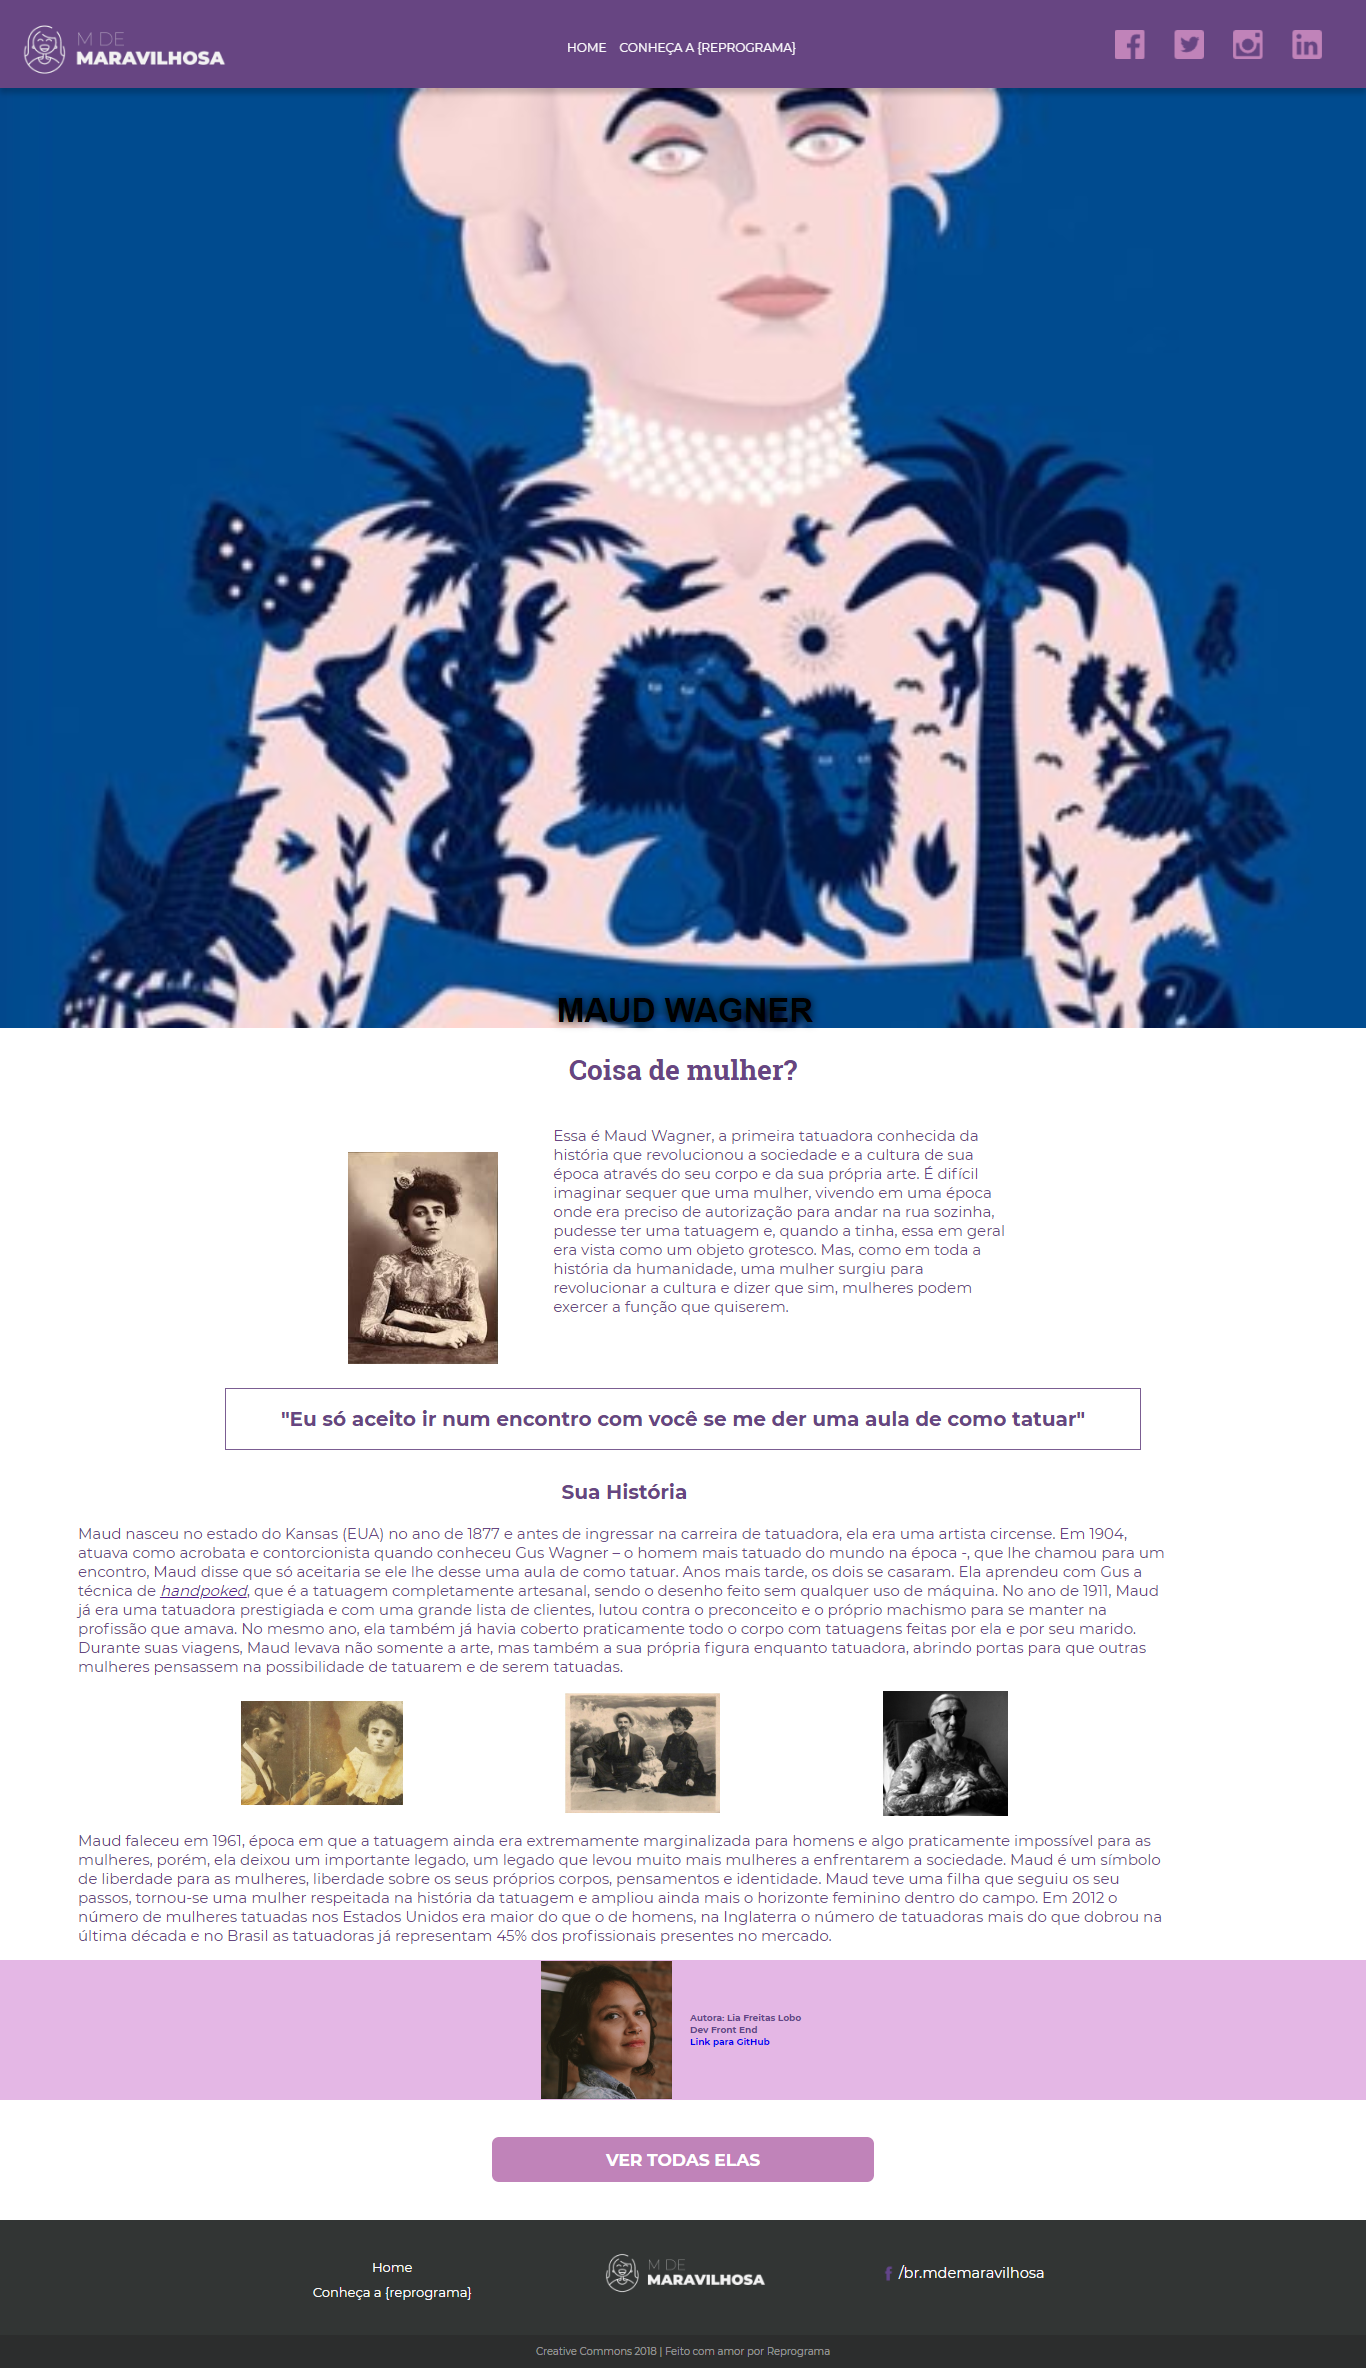 M DE
MARAVILHOSA
HOME CONHEÇA A {REPROGRAMA}
MAUD WAGNER
Coisa de mulher?
Essa é Maud Wagner, a primeira tatuadora conhecida da
história que revolucionou a sociedade e a cultura de sua
época através do seu corpo e da sua própria arte. É difícil
imaginar sequer que uma mulher, vivendo em uma época
onde era preciso de autorização para andar na rua sozinha,
pudesse ter uma tatuagem e, quando a tinha, essa em geral
era vista como um objeto grotesco. Mas, como em toda a
história da humanidade, uma mulher surgiu para
revolucionar a cultura e dizer que sim, mulheres podem
exercer a função que quiserem.
"Eu só aceito ir num encontro com você se me der uma aula de como tatuar"
Sua História
Maud nasceu no estado do Kansas (EUA) no ano de 1877 e antes de ingressar na carreira de tatuadora, ela era uma artista circense. Em 1904,
atuava como acrobata e contorcionista quando conheceu Gus Wagner – o homem mais tatuado do mundo na época -, que lhe chamou para um
encontro, Maud disse que só aceitaria se ele lhe desse uma aula de como tatuar. Anos mais tarde, os dois se casaram. Ela aprendeu com Gus a
técnica de handpoked, que é a tatuagem completamente artesanal, sendo o desenho feito sem qualquer uso de máquina. No ano de 1911, Maud
já era uma tatuadora prestigiada e com uma grande lista de clientes, lutou contra o preconceito e o próprio machismo para se manter na
profissão que amava. No mesmo ano, ela também já havia coberto praticamente todo o corpo com tatuagens feitas por ela e por seu marido.
Durante suas viagens, Maud levava não somente a arte, mas também a sua própria figura enquanto tatuadora, abrindo portas para que outras
mulheres pensassem na possibilidade de tatuarem e de serem tatuadas.
Maud faleceu em 1961, época em que a tatuagem ainda era extremamente marginalizada para homens e algo praticamente impossível para as
mulheres, porém, ela deixou um importante legado, um legado que levou muito mais mulheres a enfrentarem a sociedade. Maud é um símbolo
de liberdade para as mulheres, liberdade sobre os seus próprios corpos, pensamentos e identidade. Maud teve uma filha que seguiu os seu
passos, tornou-se uma mulher respeitada na história da tatuagem e ampliou ainda mais o horizonte feminino dentro do campo. Em 2012 o
número de mulheres tatuadas nos Estados Unidos era maior do que o de homens, na Inglaterra o número de tatuadoras mais do que dobrou na
última década e no Brasil as tatuadoras já representam 45% dos profissionais presentes no mercado.
Autora: Lia Freitas Lobo
Dev Front End
Link para GitHub
VER TODAS ELAS
Home
Conheça a {reprograma}
M DE
MARAVILHOSA
/br.mdemaravilhosa
Creative Commons 2018 | Feito com amor por Reprograma